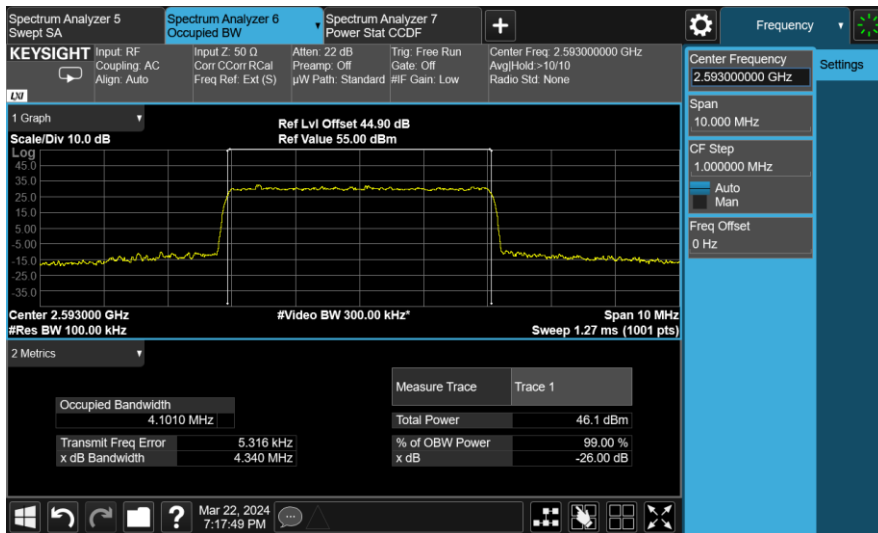 Spectrum Analyzer 5
Swept SA
Spectrum Analyzer 6
Occupied BW
Spectrum Analyzer 7
Power Stat CCDF
Frequency
KEYSIGHT
LXI
Input: RF
Coupling: AC
Align: Auto
Input Z: 50 Ω
Corr CCorr RCal
Freq Ref: Ext (S)
Atten: 22 dB
Preamp: Off
µW Path: Standard
Trig: Free Run
Gate: Off
#IF Gain: Low
Center Freq: 2.593000000 GHz
Avg|Hold:>10/10
Radio Std: None
Center Frequency
2.593000000 GHz
Settings
Span
10.000 MHz
CF Step
1.000000 MHz
Auto
Man
Freq Offset
0 Hz
1 Graph
Scale/Div 10.0 dB
Ref Lvl Offset 44.90 dB
Ref Value 55.00 dBm
Log
45.0
35.0
25.0
15.0
5.00
-5.00
-15.0
-25.0
-35.0
Center 2.593000 GHz
#Video BW 300.00 kHz*
Span 10 MHz
#Res BW 100.00 kHz
Sweep 1.27 ms (1001 pts)
2 Metrics
Measure Trace Trace 1
Occupied Bandwidth
4.1010 MHz
Total Power 46.1 dBm
Transmit Freq Error 5.316 kHz
% of OBW Power 99.00 %
x dB Bandwidth 4.340 MHz
x dB -26.00 dB
?
Mar 22, 2024
7:17:49 PM